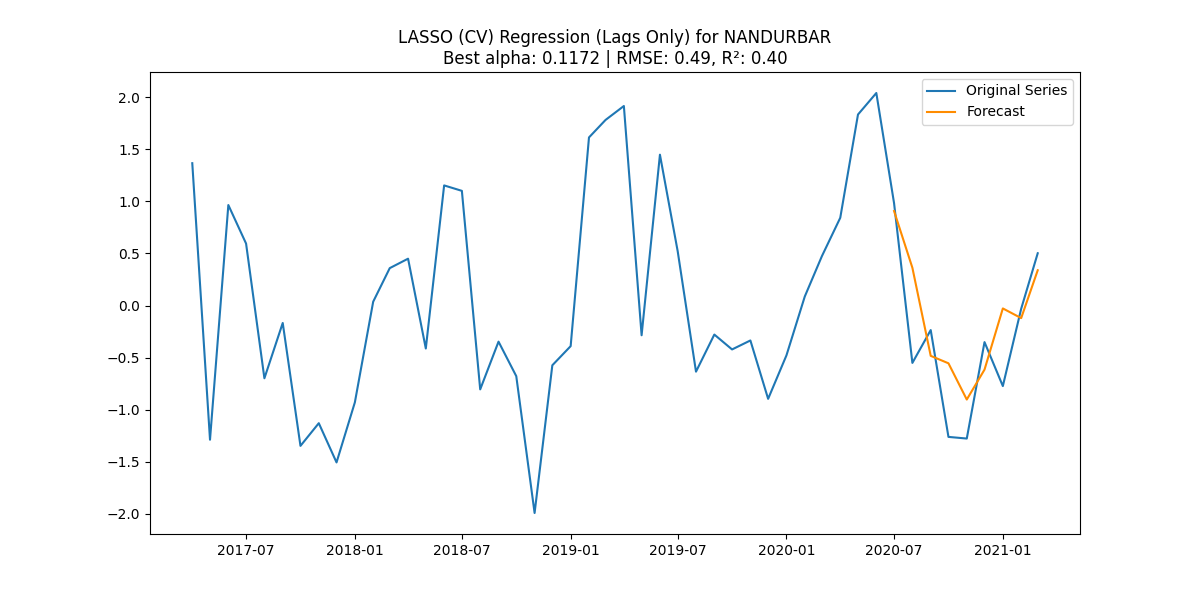 LASSO (CV) Regression (Lags Only) for NANDURBAR
Best alpha: 0.1172 | RMSE: 0.49, R²: 0.40
Original Series
Forecast
2.0
1.5
1.0
0.5
0.0
−0.5
−1.0
−1.5
−2.0
2017-07 2018-01 2018-07 2019-01 2019-07 2020-01 2020-07 2021-01